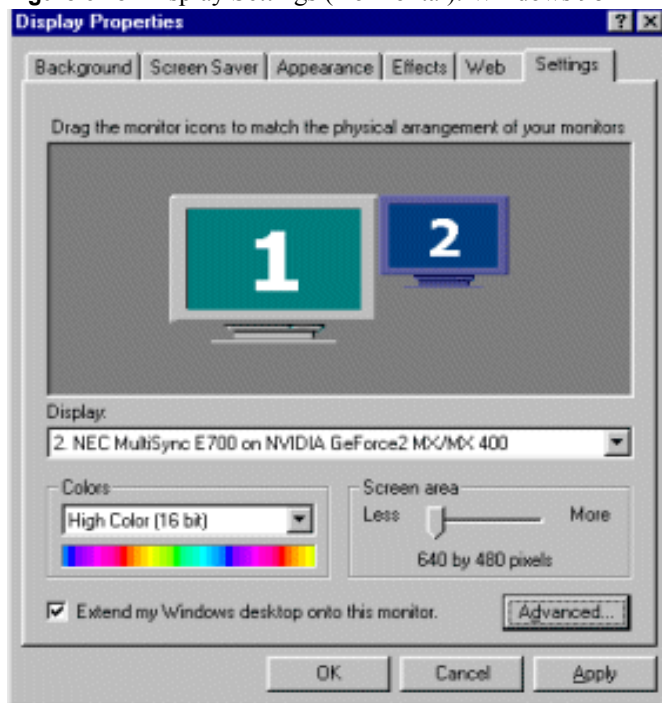 Display Properties
Background Screen Saver Appearance Effects Web Settings
Drag the monitor icons to match the physical arrangement of your monitors
1 2
Display:
2. NEC MultiSync E700 on NVIDIA GeForce2 MX/MX 400
Colors Screen area
High Color (16 bit) Less More
640 by 480 pixels
Extend my Windows desktop onto this monitor. Advanced...
OK Cancel Apply